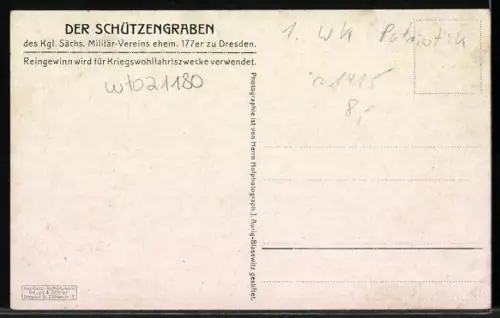 DER SCHÜTZENGRABEN
des Kgl. Sächs. Militär-Vereins ehem. 177er zu Dresden.
Reingewinn wird für Kriegswohlfahrtszwecke verwendet.
wto21180
Photographie ist von Herrn Hofphotograph J. Aurig-Blasewitz gestiftet.
1. WK Patriotik
1915
8,-